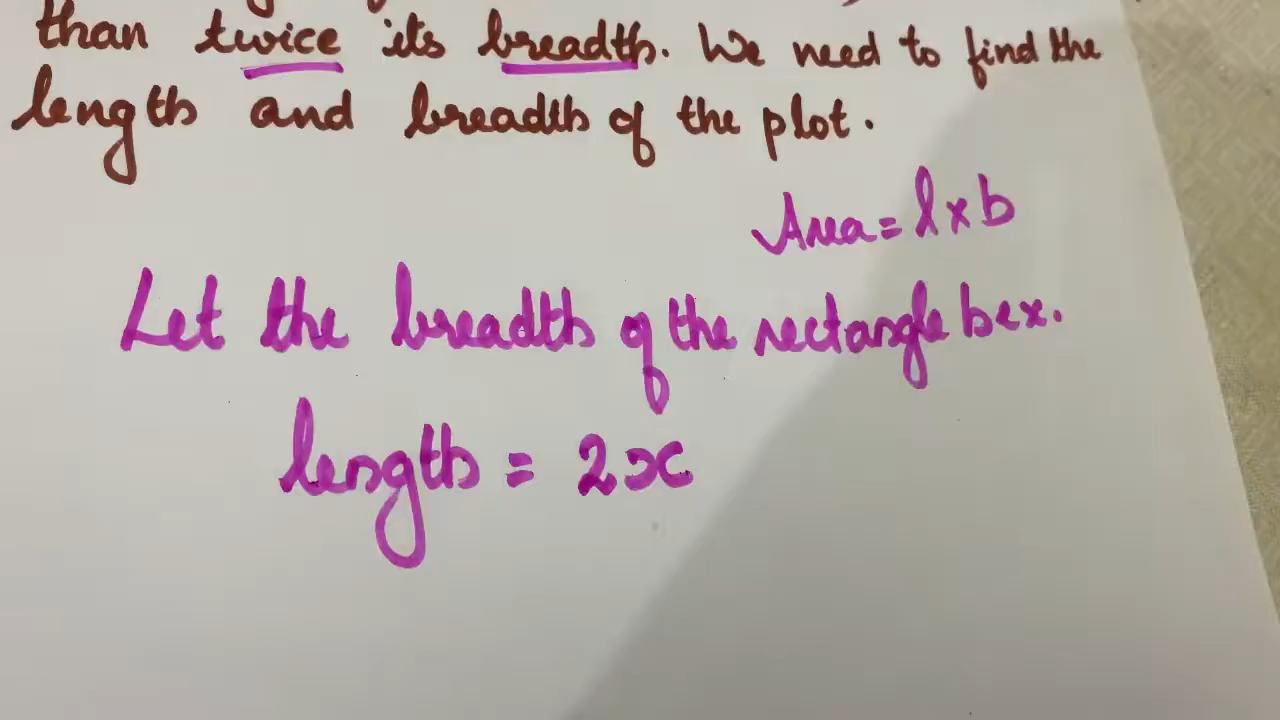 than twice its breadth. We need to find the
length and breadth of the plot.
Area = l x b
Let the breadth of the rectangle be x.
length = 2x